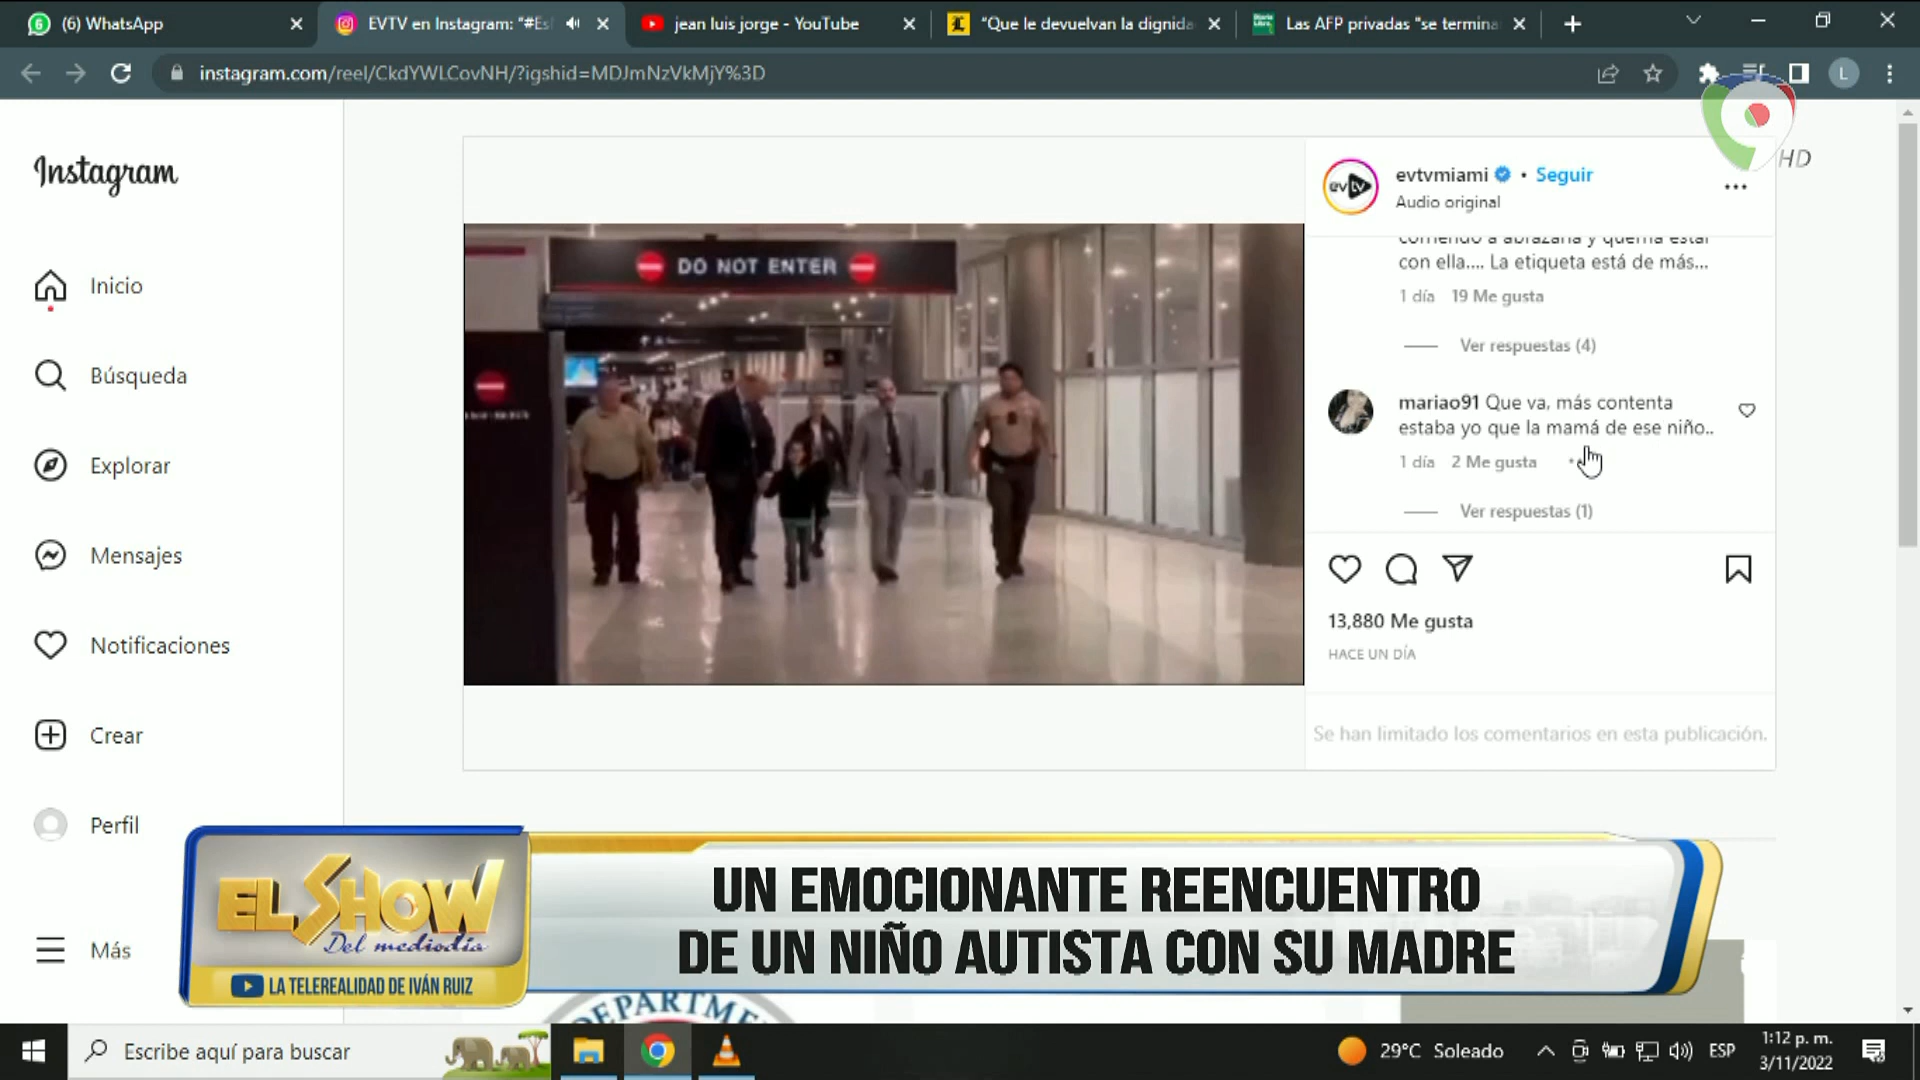 (6) WhatsApp
EVTV en Instagram: "#Es
jean luis jorge - YouTube
"Que le devuelvan la dignida
Las AFP privadas "se termina
instagram.com/reel/CkdYWLCovNH/?igshid=MDJmNzVkMjY%3D
L
HD
Instagram
Inicio
Búsqueda
Explorar
Mensajes
Notificaciones
Crear
Perfil
Más
DO NOT ENTER
evtv
evtvmiami • Seguir
Audio original
corriendo a abrazarla y quería estar
con ella.... La etiqueta está de más...
1 día 19 Me gusta
Ver respuestas (4)
mariao91 Que va, más contenta
estaba yo que la mamá de ese niño..
1 día 2 Me gusta
Ver respuestas (1)
13,880 Me gusta
HACE UN DÍA
Se han limitado los comentarios en esta publicación.
EL SHOW
Del mediodía
LA TELEREALIDAD DE IVÁN RUIZ
UN EMOCIONANTE REENCUENTRO
DE UN NIÑO AUTISTA CON SU MADRE
Escribe aquí para buscar
29°C Soleado
ESP
1:12 p. m.
3/11/2022